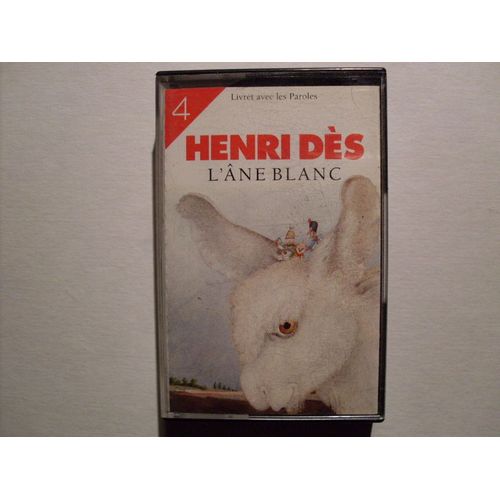 4
Livret avec les Paroles
HENRI DÈS
L'ÂNE BLANC